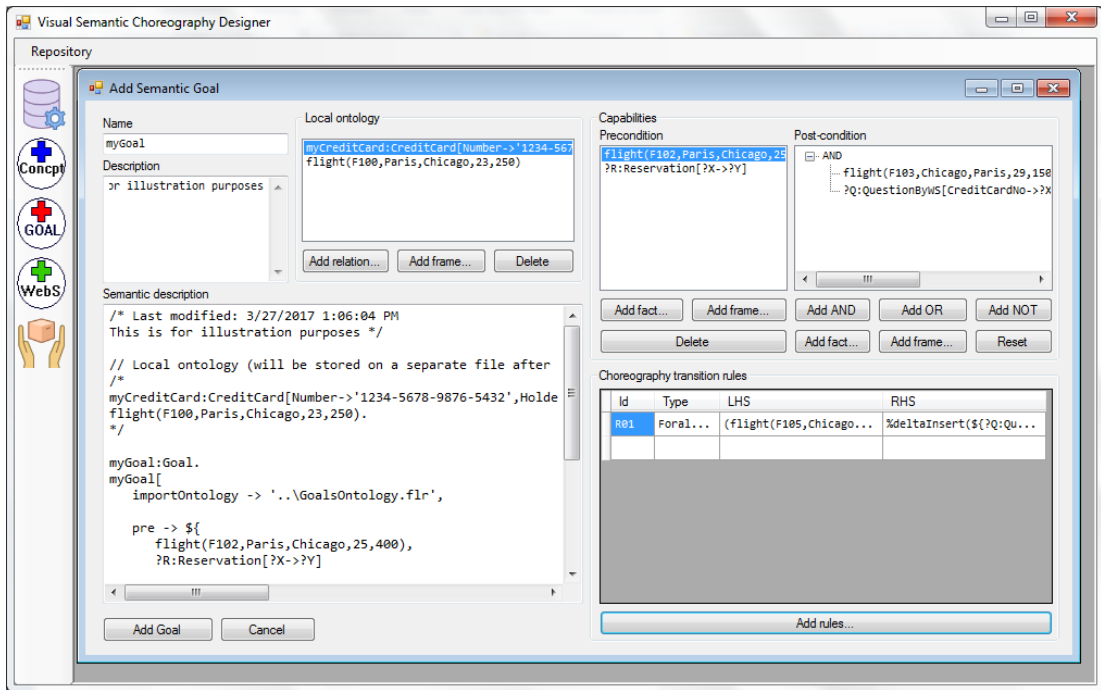 Visual Semantic Choreography Designer
Repository
Concpt
GOAL
WebS
Add Semantic Goal
Name
myGoal
Description
or illustration purposes
Local ontology
myCreditCard:CreditCard[Number->'1234-567
flight(F100,Paris,Chicago,23,250)
Add relation... Add frame... Delete
Semantic description
/* Last modified: 3/27/2017 1:06:04 PM
This is for illustration purposes */
// Local ontology (will be stored on a separate file after
/*
myCreditCard:CreditCard[Number->'1234-5678-9876-5432',Holde
flight(F100,Paris,Chicago,23,250).
*/
myGoal:Goal.
myGoal[
importOntology -> '..\GoalsOntology.flr',
pre -> ${
flight(F102,Paris,Chicago,25,400),
?R:Reservation[?X->?Y]
Add Goal Cancel
Capabilities
Precondition
flight(F102,Paris,Chicago,25
?R:Reservation[?X->?Y]
Add fact... Add frame...
Delete
Post-condition
AND
flight(F103,Chicago,Paris,29,150
?Q:QuestionByWS[CreditCardNo->?X
Add AND Add OR Add NOT
Add fact... Add frame... Reset
Choreography transition rules
Id Type LHS RHS
R01 Foral... (flight(F105,Chicago... %deltaInsert(${?Q:Qu...
Add rules...